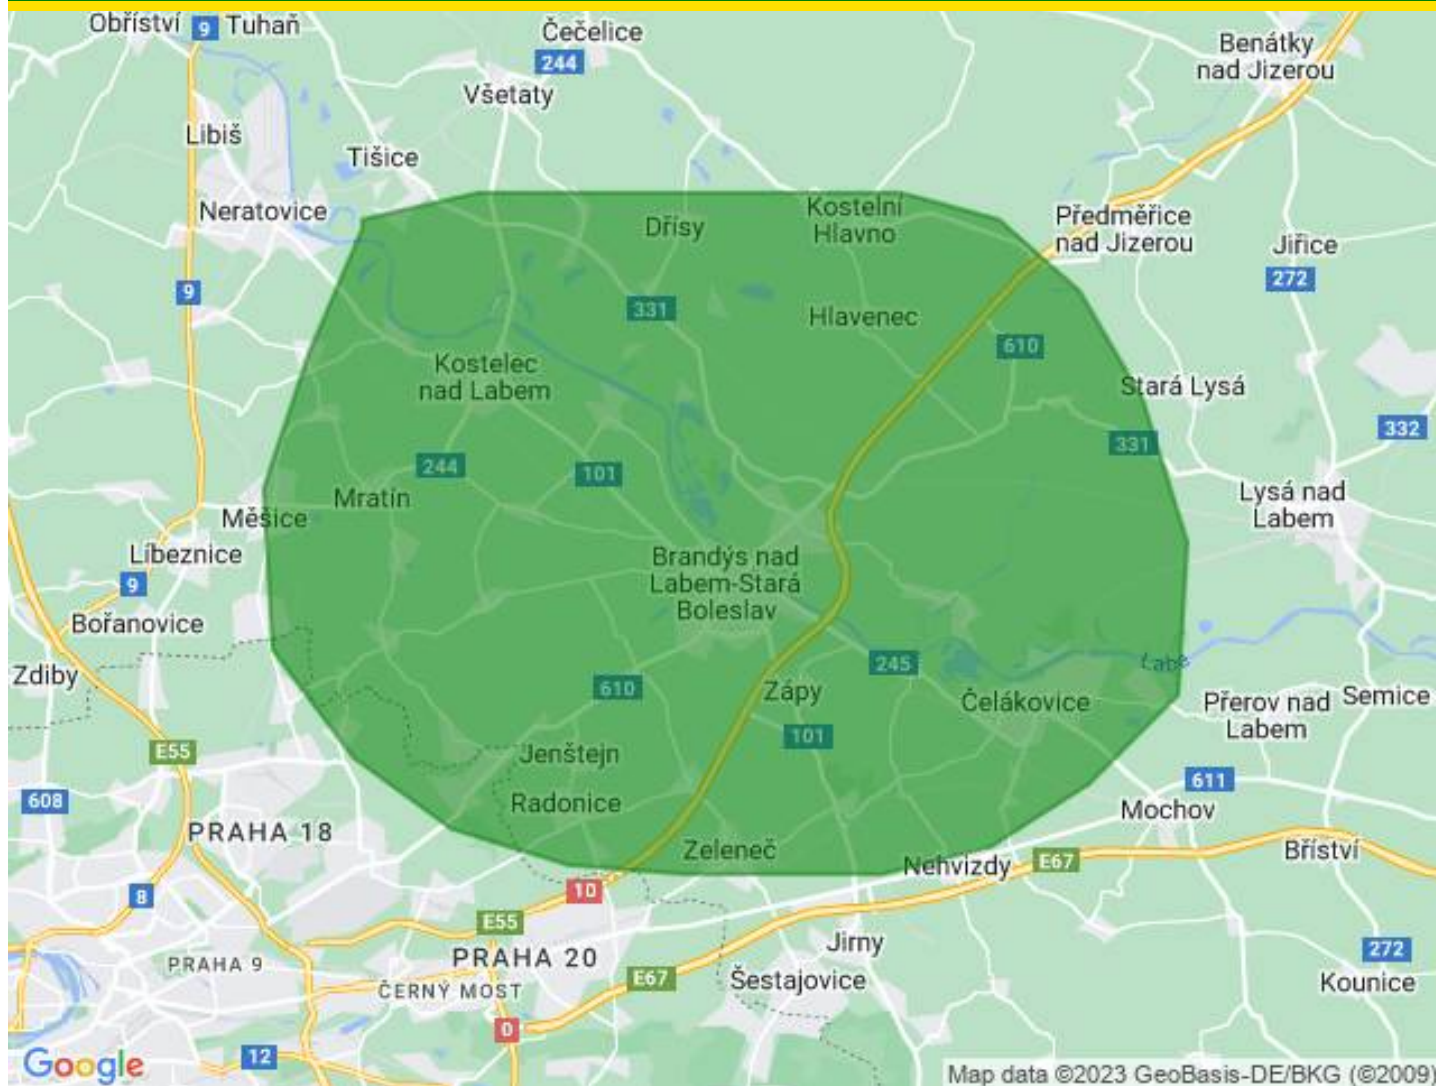 Obříství
9
Tuhaň
Čečelice
244
Všetaty
Benátky
nad Jizerou
Libiš
Tišice
Neratovice
Dřísy
Kostelní
Hlavno
Předměřice
nad Jizerou
Jiřice
272
9
331
Hlavenec
610
Kostelec
nad Labem
Stará Lysá
332
331
244
101
Mratín
Měšice
Lysá nad
Labem
Líbeznice
Brandýs nad
Labem-Stará
Boleslav
9
Bořanovice
Zdiby
245
Labe
610
Zápy
Čelákovice
Přerov nad
Labem
Semice
101
E55
Jenštejn
611
608
Radonice
Mochov
PRAHA 18
Zeleneč
Nehvizdy
E67
Bříství
8
10
E55
PRAHA 20
Jirny
272
PRAHA 9
ČERNÝ MOST
E67
Šestajovice
Kounice
0
12
Google
Map data ©2023 GeoBasis-DE/BKG (©2009)